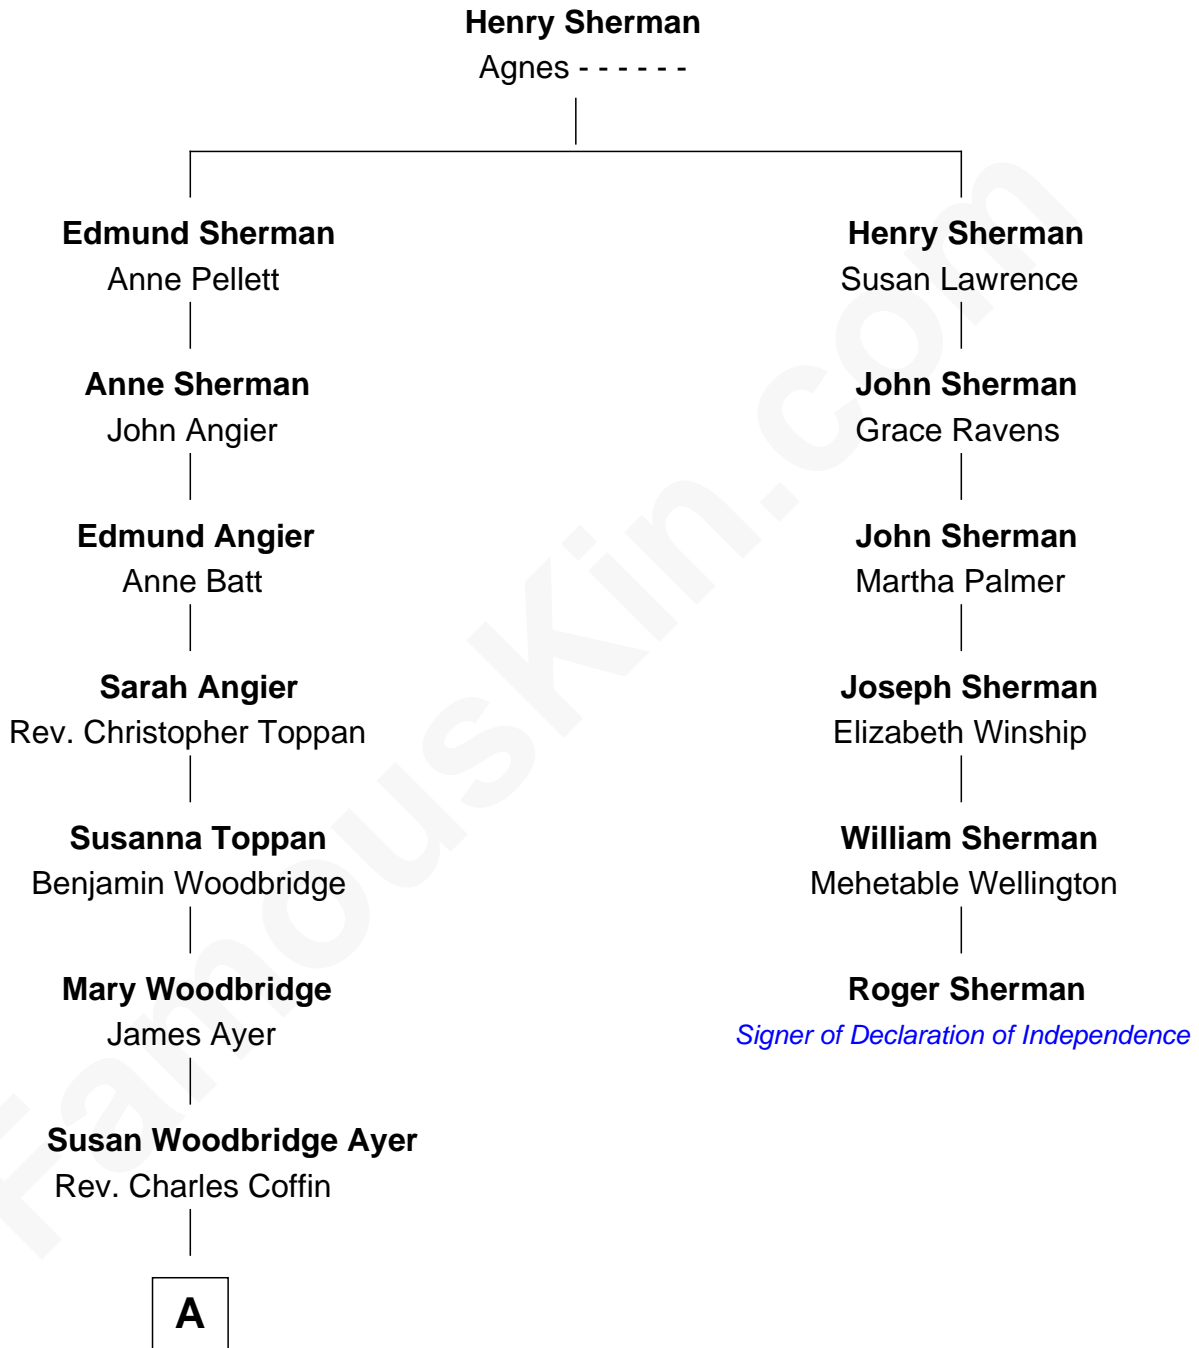 Henry Sherman
Agnes - - - - - -
Edmund Sherman
Anne Pellett
Henry Sherman
Susan Lawrence
Anne Sherman
John Angier
John Sherman
Grace Ravens
Edmund Angier
Anne Batt
John Sherman
Martha Palmer
Sarah Angier
Rev. Christopher Toppan
Joseph Sherman
Elizabeth Winship
Susanna Toppan
Benjamin Woodbridge
William Sherman
Mehetable Wellington
Mary Woodbridge
James Ayer
Roger Sherman
Signer of Declaration of Independence
Susan Woodbridge Ayer
Rev. Charles Coffin
A
FamousKin.com